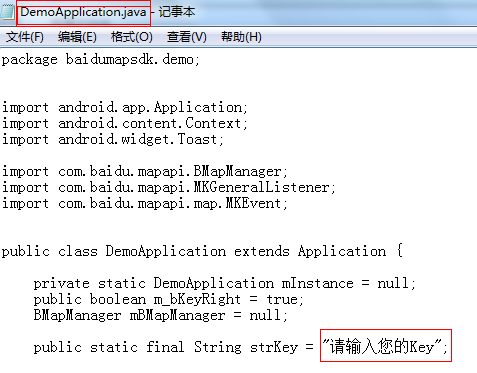 DemoApplication.java - 记事本
文件(F) 编辑(E) 格式(O) 查看(V) 帮助(H)
package baidumapsdk.demo;
import android.app.Application;
import android.content.Context;
import android.widget.Toast;
import com.baidu.mapapi.BMapManager;
import com.baidu.mapapi.MKGeneralListener;
import com.baidu.mapapi.map.MKEvent;
public class DemoApplication extends Application {
private static DemoApplication mInstance = null;
public boolean m_bKeyRight = true;
BMapManager mBMapManager = null;
public static final String strKey = "请输入您的Key";